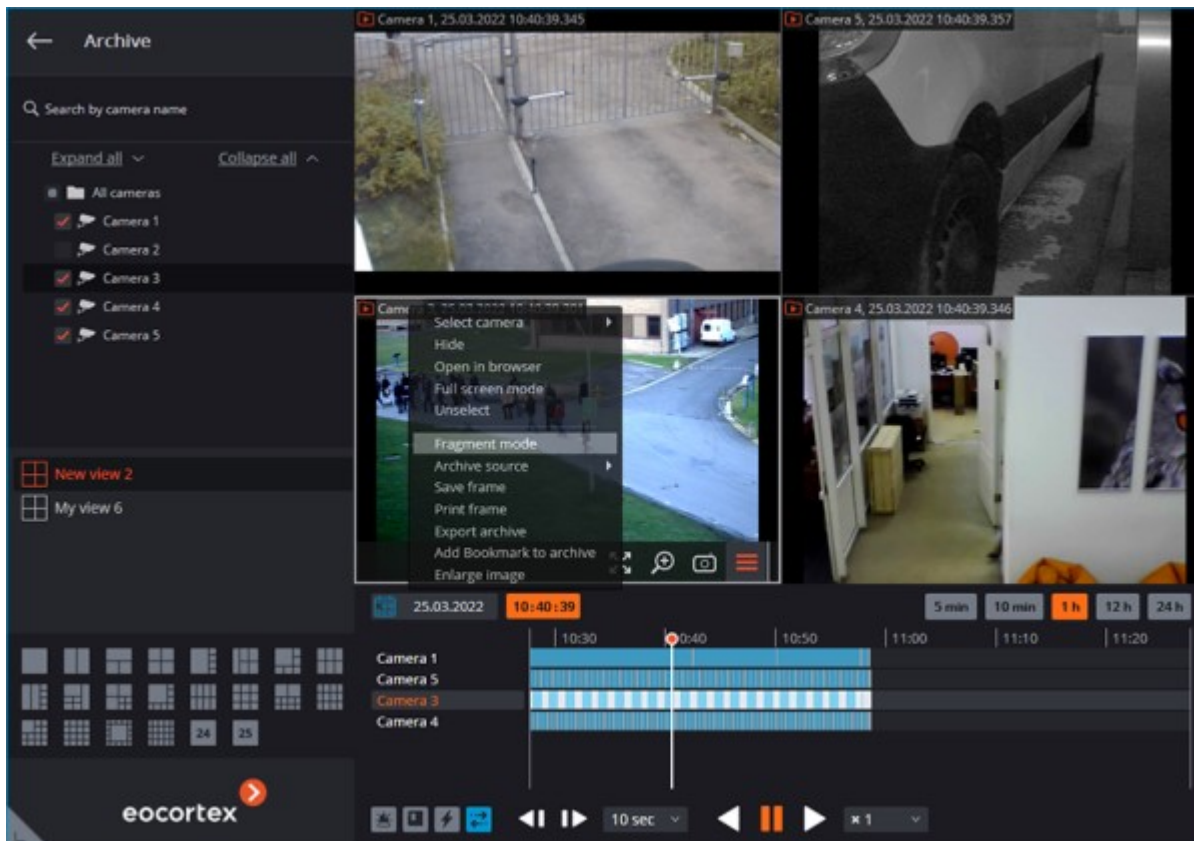 Archive
Search by camera name
Expand all
Collapse all
All cameras
Camera 1
Camera 2
Camera 3
Camera 4
Camera 5
New view 2
My view 6
24
25
eocortex
Camera 1, 25.03.2022 10:40:39.345
Camera 5, 25.03.2022 10:40:39.357
25.03.2022 10:40:39
Camera 4, 25.03.2022 10:40:39.346
Select camera
Hide
Open in browser
Full screen mode
Unselect
Fragment mode
Archive source
Save frame
Print frame
Export archive
Add Bookmark to archive
Enlarge image
25.03.2022
10:40:39
5 min
10 min
1 h
12 h
24 h
10:30
10:50
11:00
11:10
11:20
Camera 1
Camera 5
Camera 3
Camera 4
10 sec
× 1